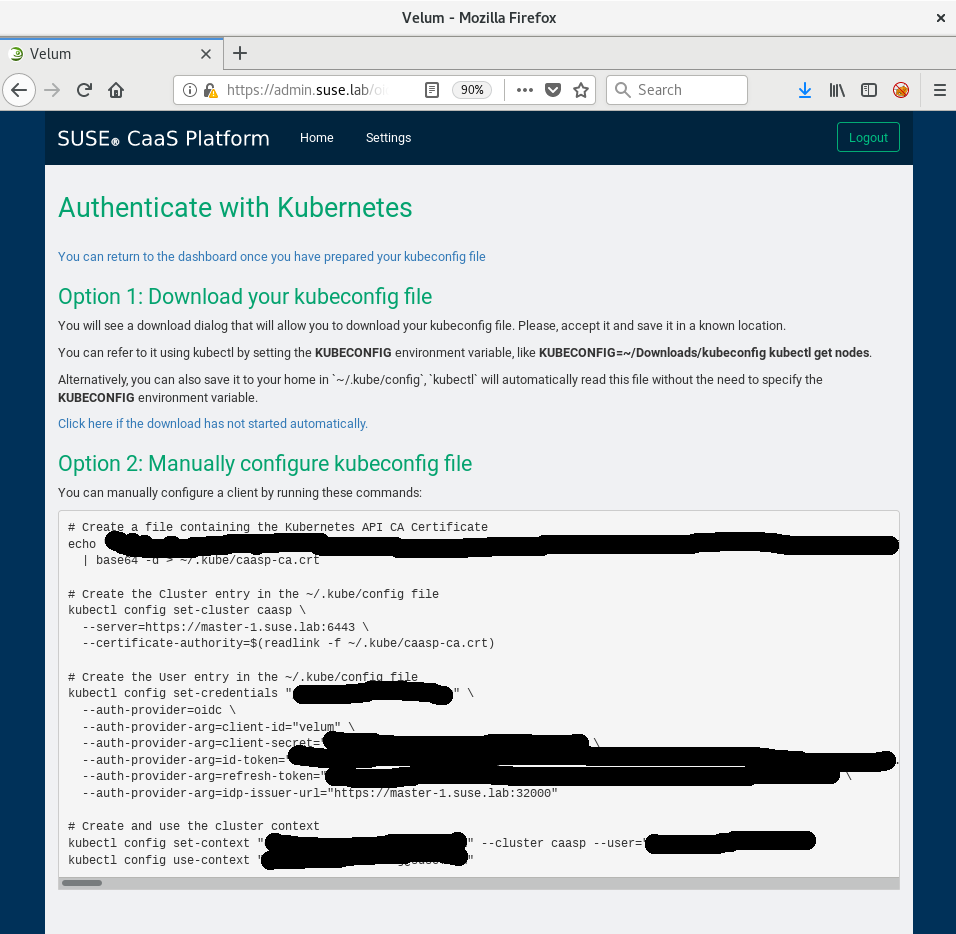 Velum - Mozilla Firefox
Velum
https://admin.suse.lab/oi
90%
Search
SUSE® CaaS Platform
Home
Settings
Logout
Authenticate with Kubernetes
You can return to the dashboard once you have prepared your kubeconfig file
Option 1: Download your kubeconfig file
You will see a download dialog that will allow you to download your kubeconfig file. Please, accept it and save it in a known location.
You can refer to it using kubectl by setting the KUBECONFIG environment variable, like KUBECONFIG=~/Downloads/kubeconfig kubectl get nodes.
Alternatively, you can also save it to your home in `~/.kube/config`, `kubectl` will automatically read this file without the need to specify the
KUBECONFIG environment variable.
Click here if the download has not started automatically.
Option 2: Manually configure kubeconfig file
You can manually configure a client by running these commands:
# Create a file containing the Kubernetes API CA Certificate
echo
| base64 -d > ~/.kube/caasp-ca.crt
# Create the Cluster entry in the ~/.kube/config file
kubectl config set-cluster caasp \
--server=https://master-1.suse.lab:6443 \
--certificate-authority=$(readlink -f ~/.kube/caasp-ca.crt)
# Create the User entry in the ~/.kube/config file
kubectl config set-credentials " " \
--auth-provider=oidc \
--auth-provider-arg=client-id="velum" \
--auth-provider-arg=client-secret=" \
--auth-provider-arg=id-token=
--auth-provider-arg=refresh-token=" \
--auth-provider-arg=idp-issuer-url="https://master-1.suse.lab:32000"
# Create and use the cluster context
kubectl config set-context " " --cluster caasp --user="
kubectl config use-context " "